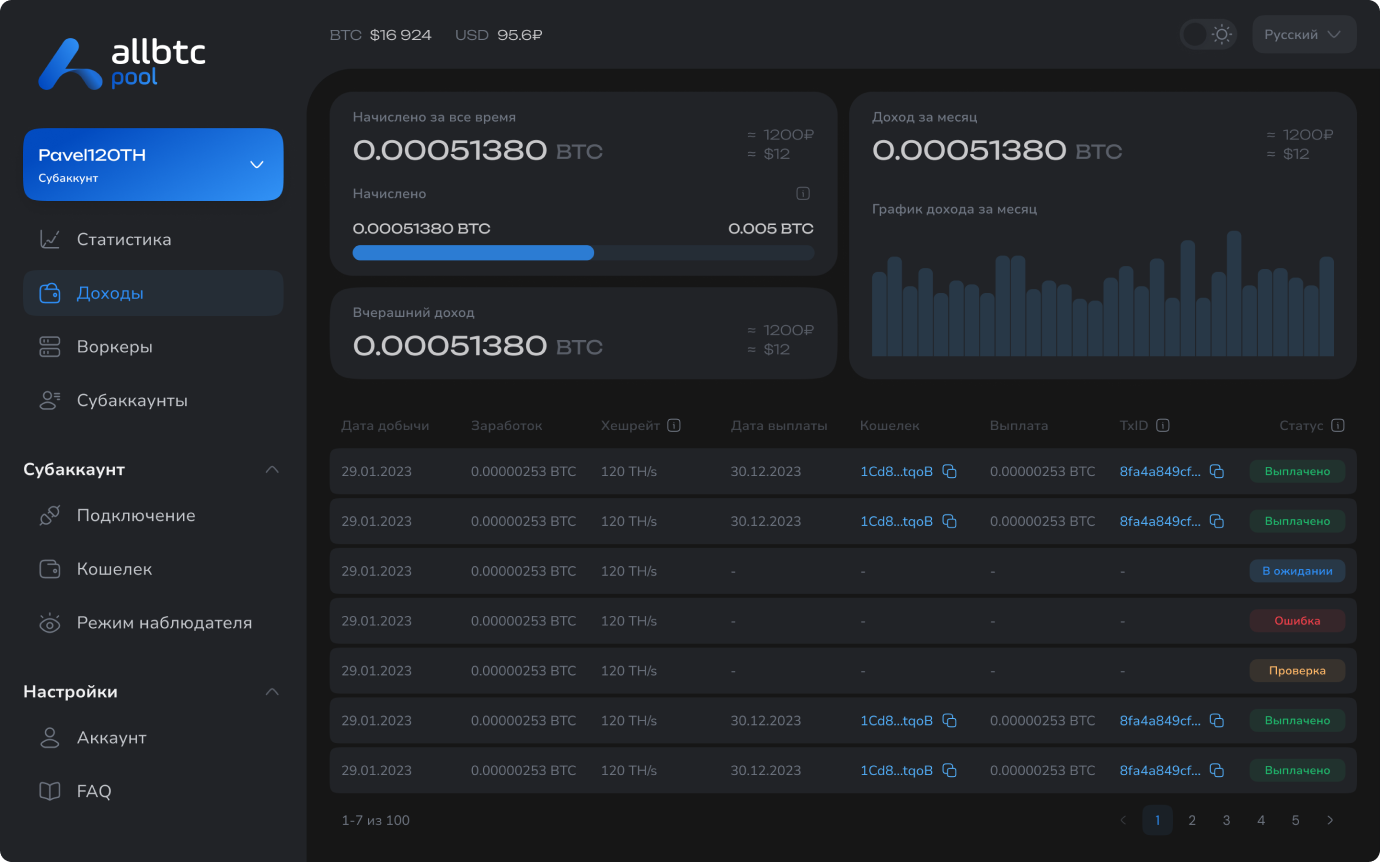 allbtc
pool
BTC $16 924 USD 95.6₽
Русский
Pavel120TH
Субаккунт
Статистика
Доходы
Воркеры
Субаккаунты
Субаккаунт
Подключение
Кошелек
Режим наблюдателя
Настройки
Аккаунт
FAQ
Начислено за все время
0.00051380 BTC
≈ 1200₽
≈ $12
Начислено
0.00051380 BTC 0.005 BTC
Вчерашний доход
0.00051380 BTC
≈ 1200₽
≈ $12
Доход за месяц
0.00051380 BTC
≈ 1200₽
≈ $12
График дохода за месяц
Дата добычи Заработок Хешрейт Дата выплаты Кошелек Выплата TxID Статус
29.01.2023 0.00000253 BTC 120 TH/s 30.12.2023 1Cd8...tqoB 0.00000253 BTC 8fa4a849cf... Выплачено
29.01.2023 0.00000253 BTC 120 TH/s 30.12.2023 1Cd8...tqoB 0.00000253 BTC 8fa4a849cf... Выплачено
29.01.2023 0.00000253 BTC 120 TH/s - - - - В ожидании
29.01.2023 0.00000253 BTC 120 TH/s - - - - Ошибка
29.01.2023 0.00000253 BTC 120 TH/s - - - - Проверка
29.01.2023 0.00000253 BTC 120 TH/s 30.12.2023 1Cd8...tqoB 0.00000253 BTC 8fa4a849cf... Выплачено
29.01.2023 0.00000253 BTC 120 TH/s 30.12.2023 1Cd8...tqoB 0.00000253 BTC 8fa4a849cf... Выплачено
1-7 из 100 1 2 3 4 5